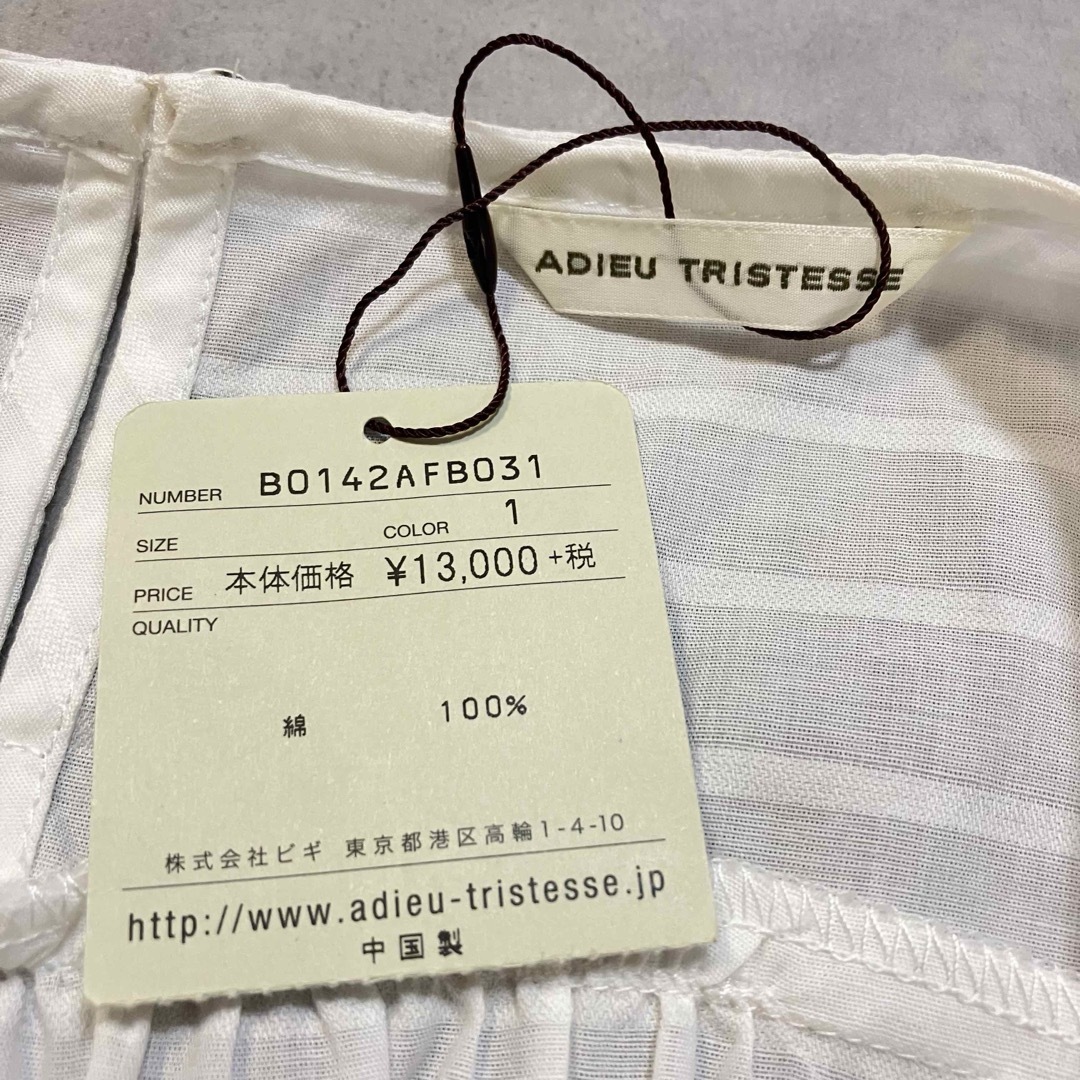 ADIEU TRISTESSE
NUMBER B0142AFB031
SIZE COLOR 1
PRICE 本体価格 ¥13,000 +税
QUALITY
綿 100%
株式会社ビギ 東京都港区高輪1-4-10
http://www.adieu-tristesse.jp
中国製